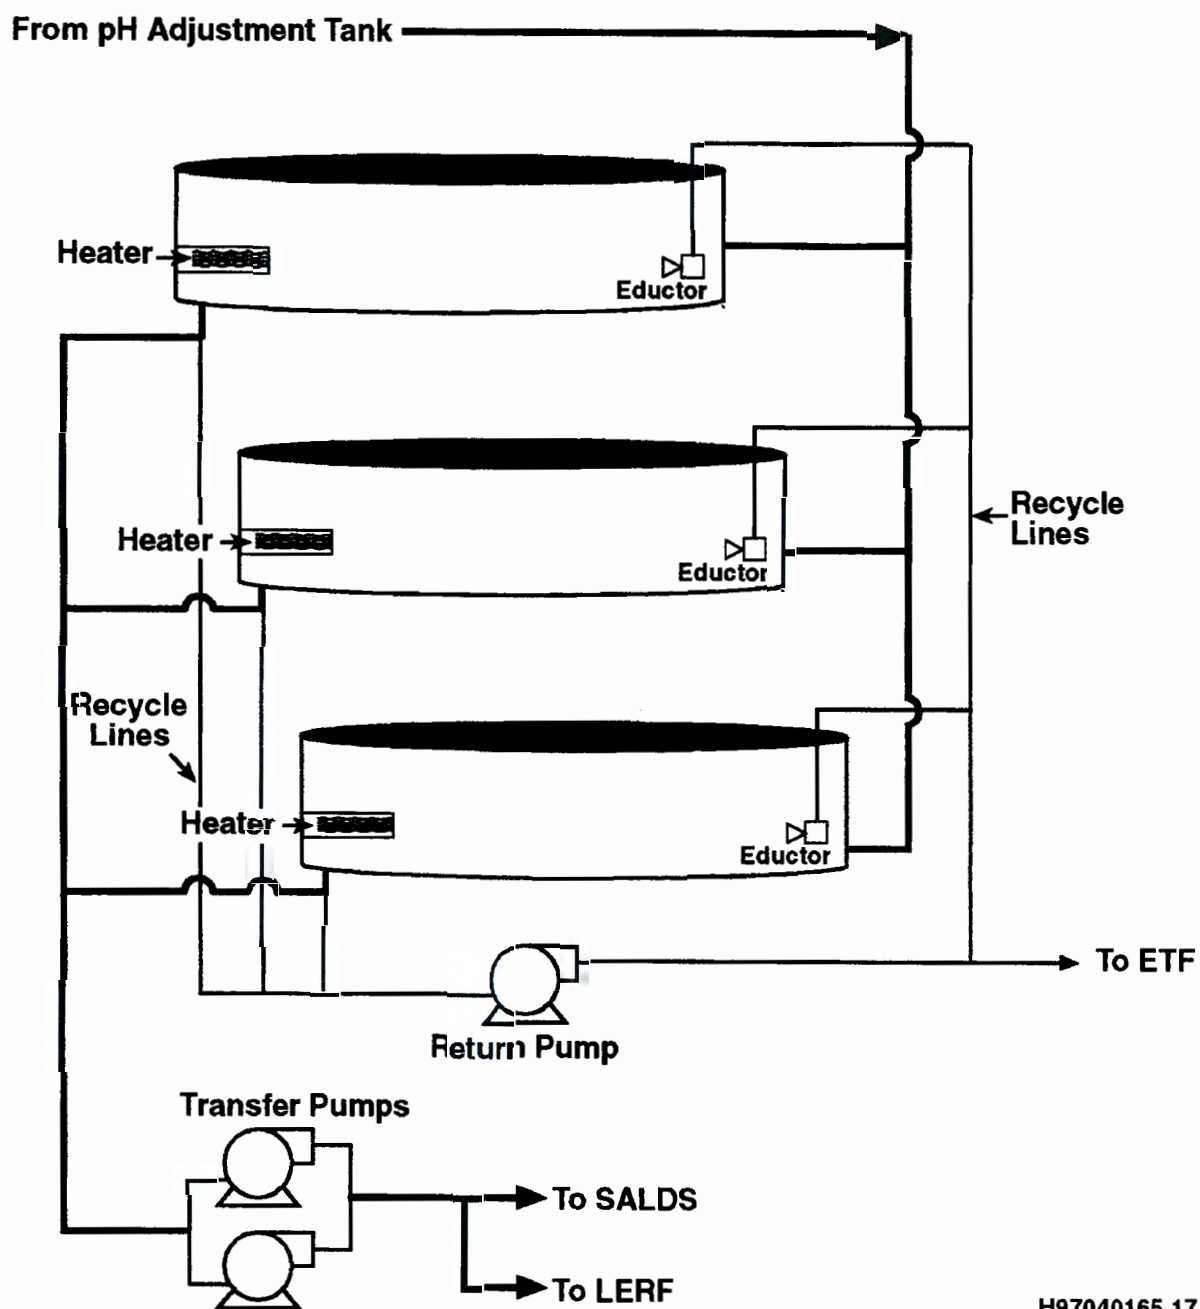 From pH Adjustment Tank
Heater
Eductor
Heater
Eductor
Recycle
Lines
Recycle
Lines
Heater
Eductor
To ETF
Return Pump
Transfer Pumps
To SALDS
To LERF
H97040165.17